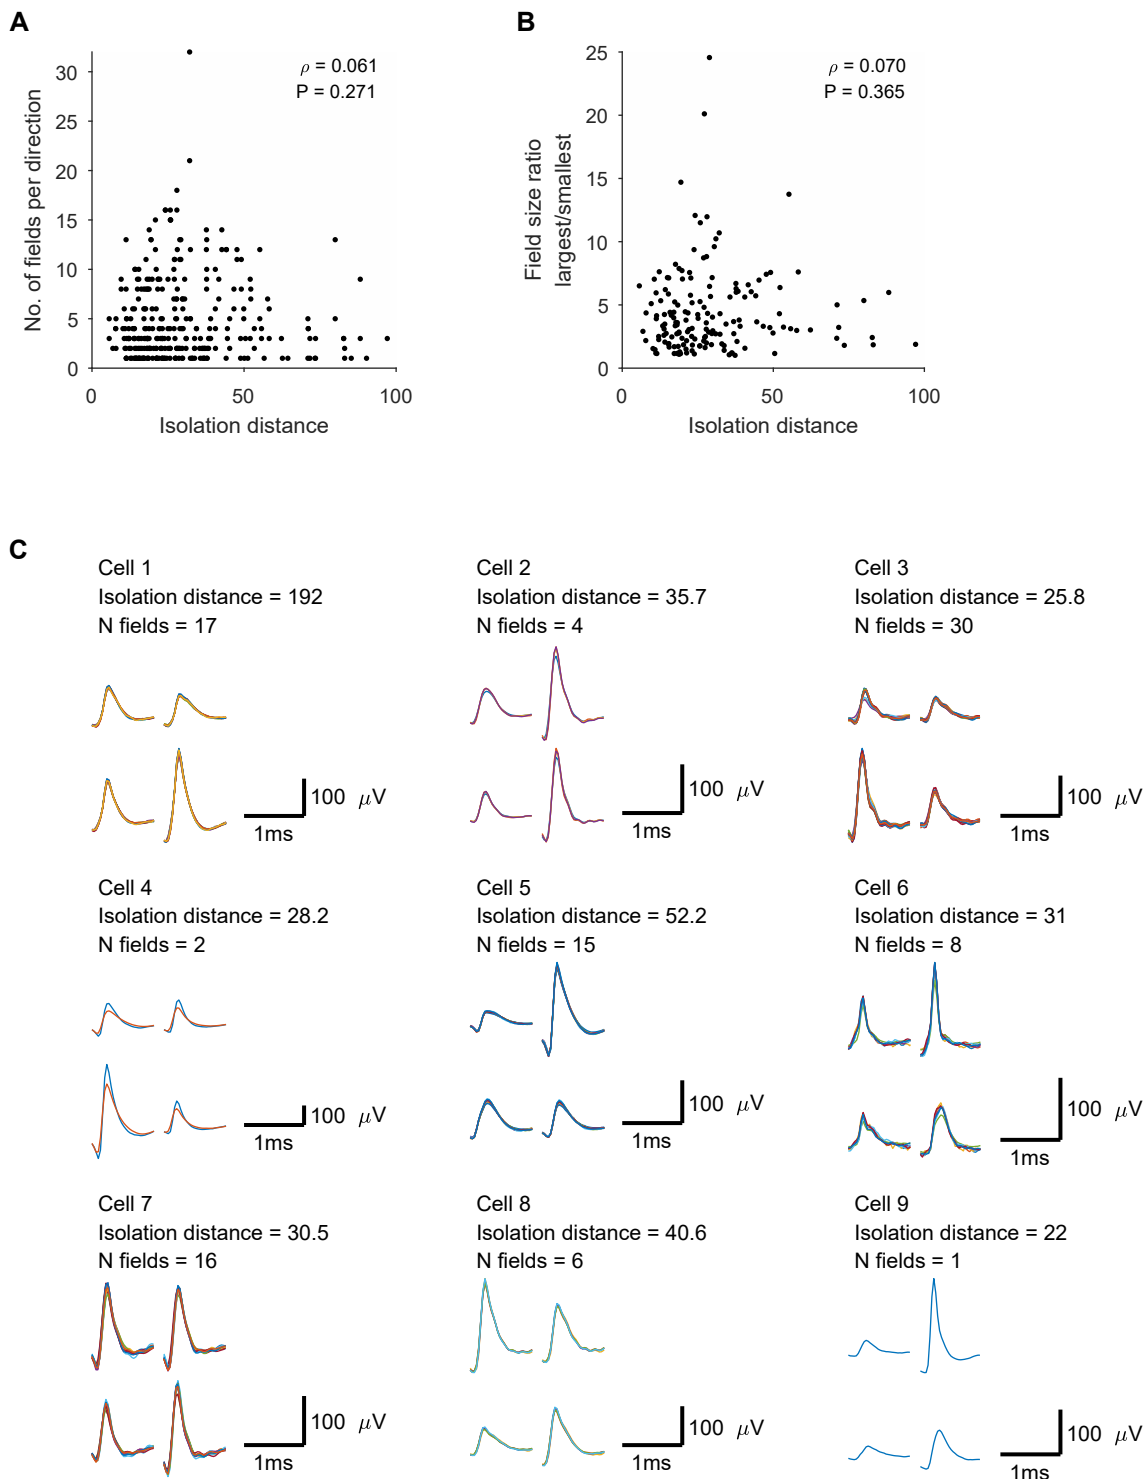 A
ρ = 0.061
P = 0.271
No. of fields per direction
30
25
20
15
10
5
0
0
50
100
Isolation distance
B
ρ = 0.070
P = 0.365
Field size ratio
largest/smallest
25
20
15
10
5
0
0
50
100
Isolation distance
C
Cell 1
Isolation distance = 192
N fields = 17
100 μV
1ms
Cell 2
Isolation distance = 35.7
N fields = 4
100 μV
1ms
Cell 3
Isolation distance = 25.8
N fields = 30
100 μV
1ms
Cell 4
Isolation distance = 28.2
N fields = 2
100 μV
1ms
Cell 5
Isolation distance = 52.2
N fields = 15
100 μV
1ms
Cell 6
Isolation distance = 31
N fields = 8
100 μV
1ms
Cell 7
Isolation distance = 30.5
N fields = 16
100 μV
1ms
Cell 8
Isolation distance = 40.6
N fields = 6
100 μV
1ms
Cell 9
Isolation distance = 22
N fields = 1
100 μV
1ms